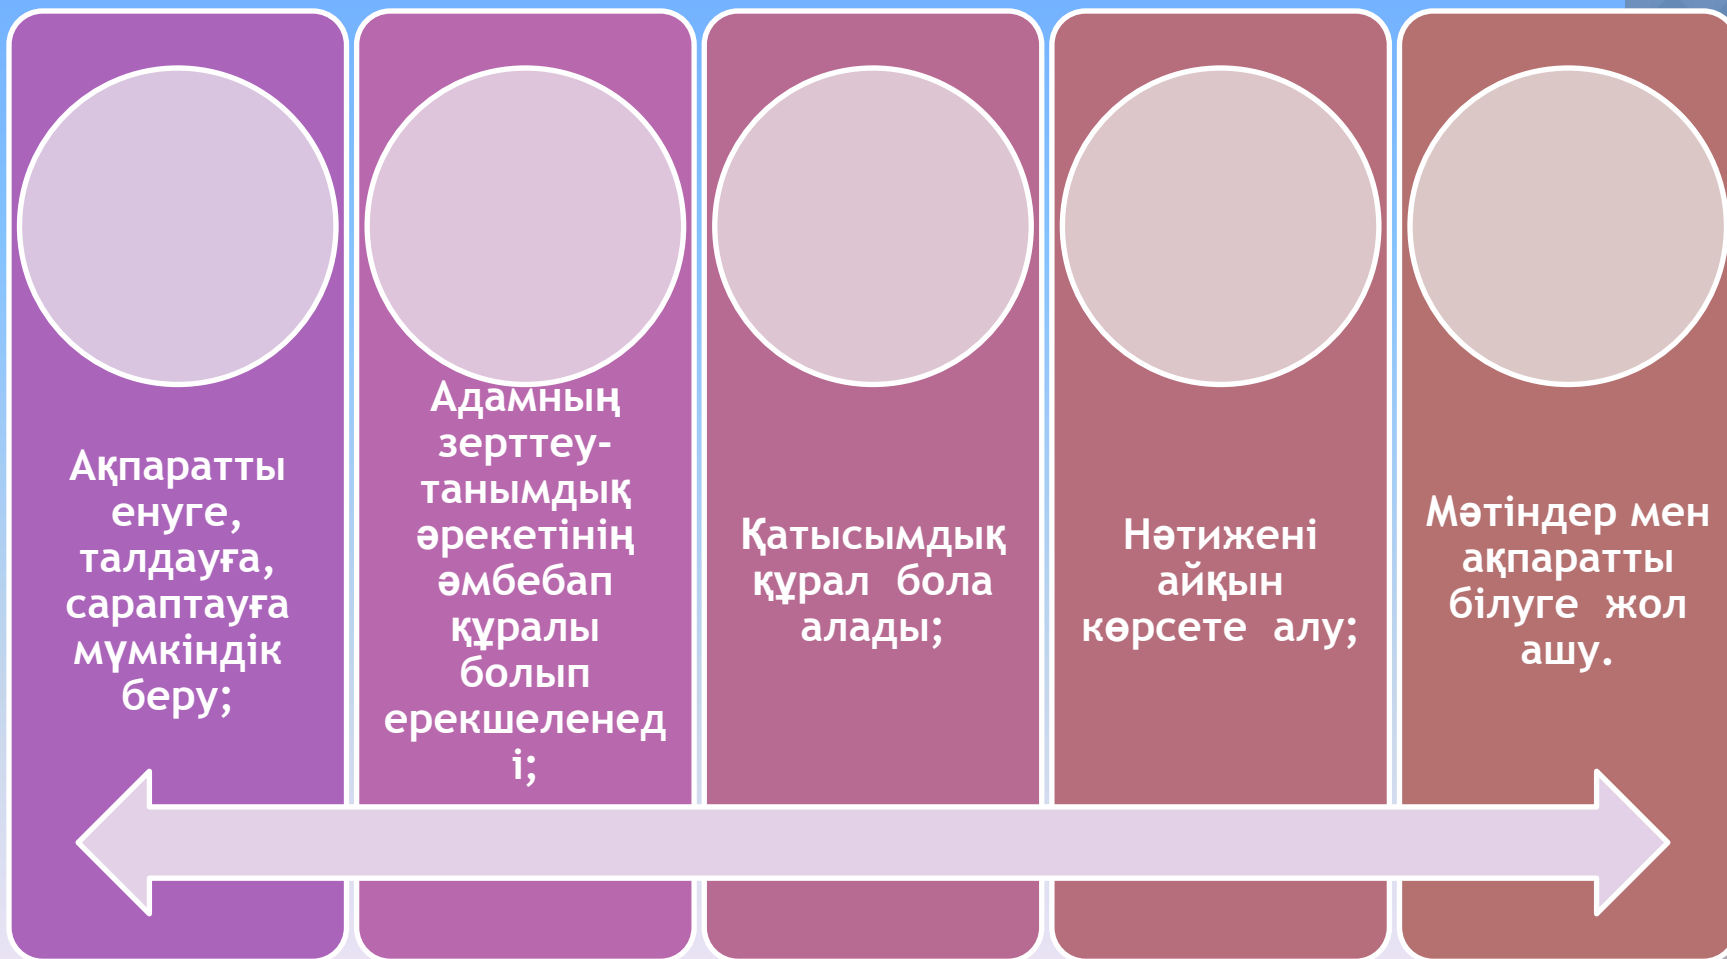 Ақпаратты
енуге,
талдауға,
сараптауға
мүмкіндік
беру;
Адамның
зерттеу-
танымдық
әрекетінің
әмбебап
құралы
болып
ерекшеленед
і;
Қатысымдық
құрал бола
алады;
Нәтижені
айқын
көрсете алу;
Мәтіндер мен
ақпаратты
білуге жол
ашу.